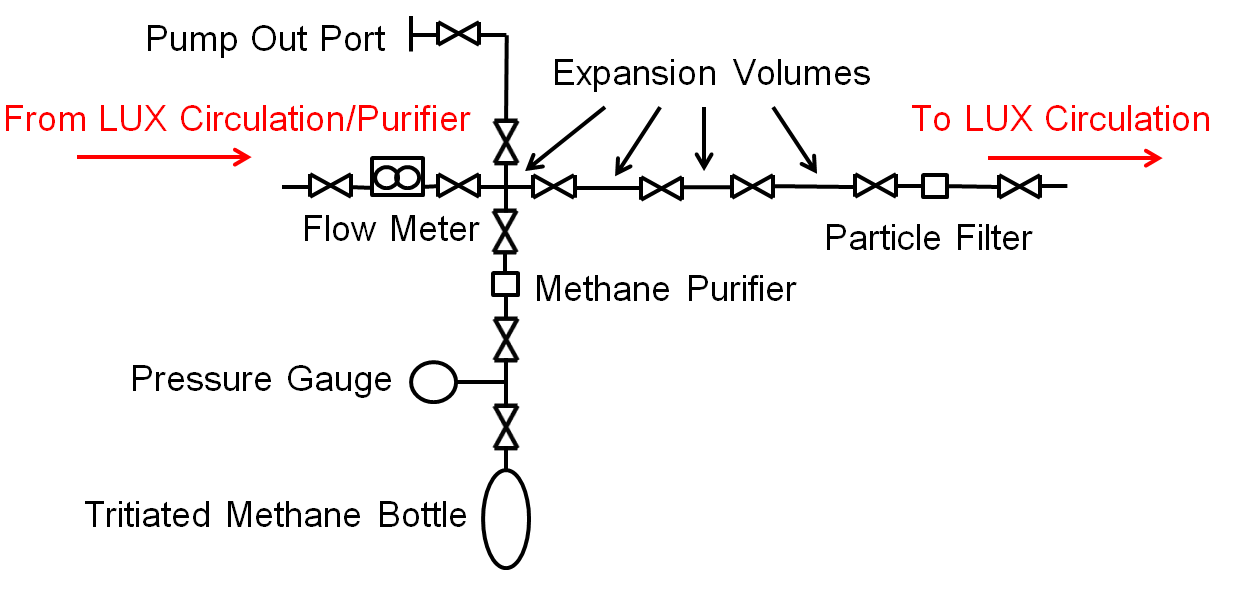 Pump Out Port
Expansion Volumes
From LUX Circulation/Purifier
To LUX Circulation
Flow Meter
Particle Filter
Methane Purifier
Pressure Gauge
Tritiated Methane Bottle